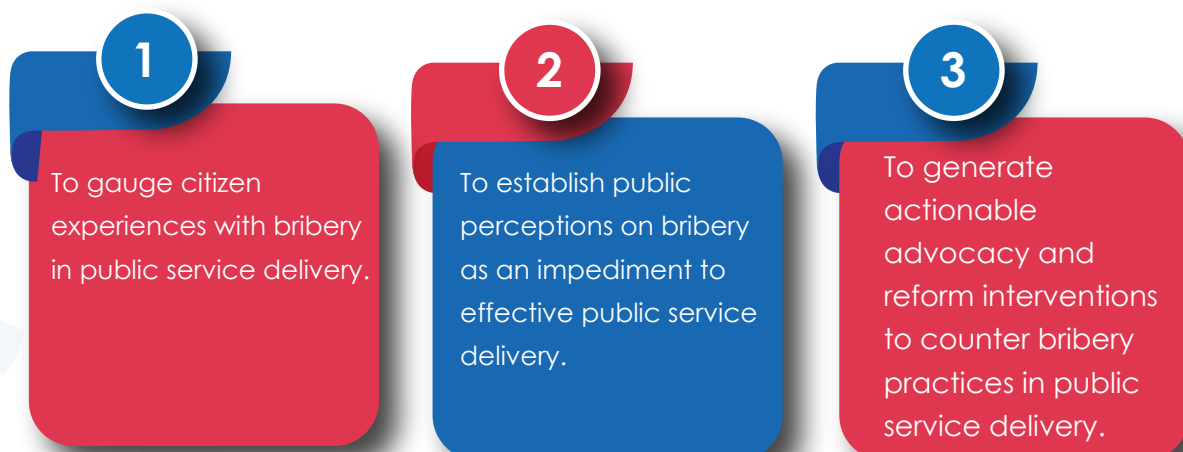 1
To gauge citizen
experiences with bribery
in public service delivery.
2
To establish public
perceptions on bribery
as an impediment to
effective public service
delivery.
3
To generate
actionable
advocacy and
reform interventions
to counter bribery
practices in public
service delivery.